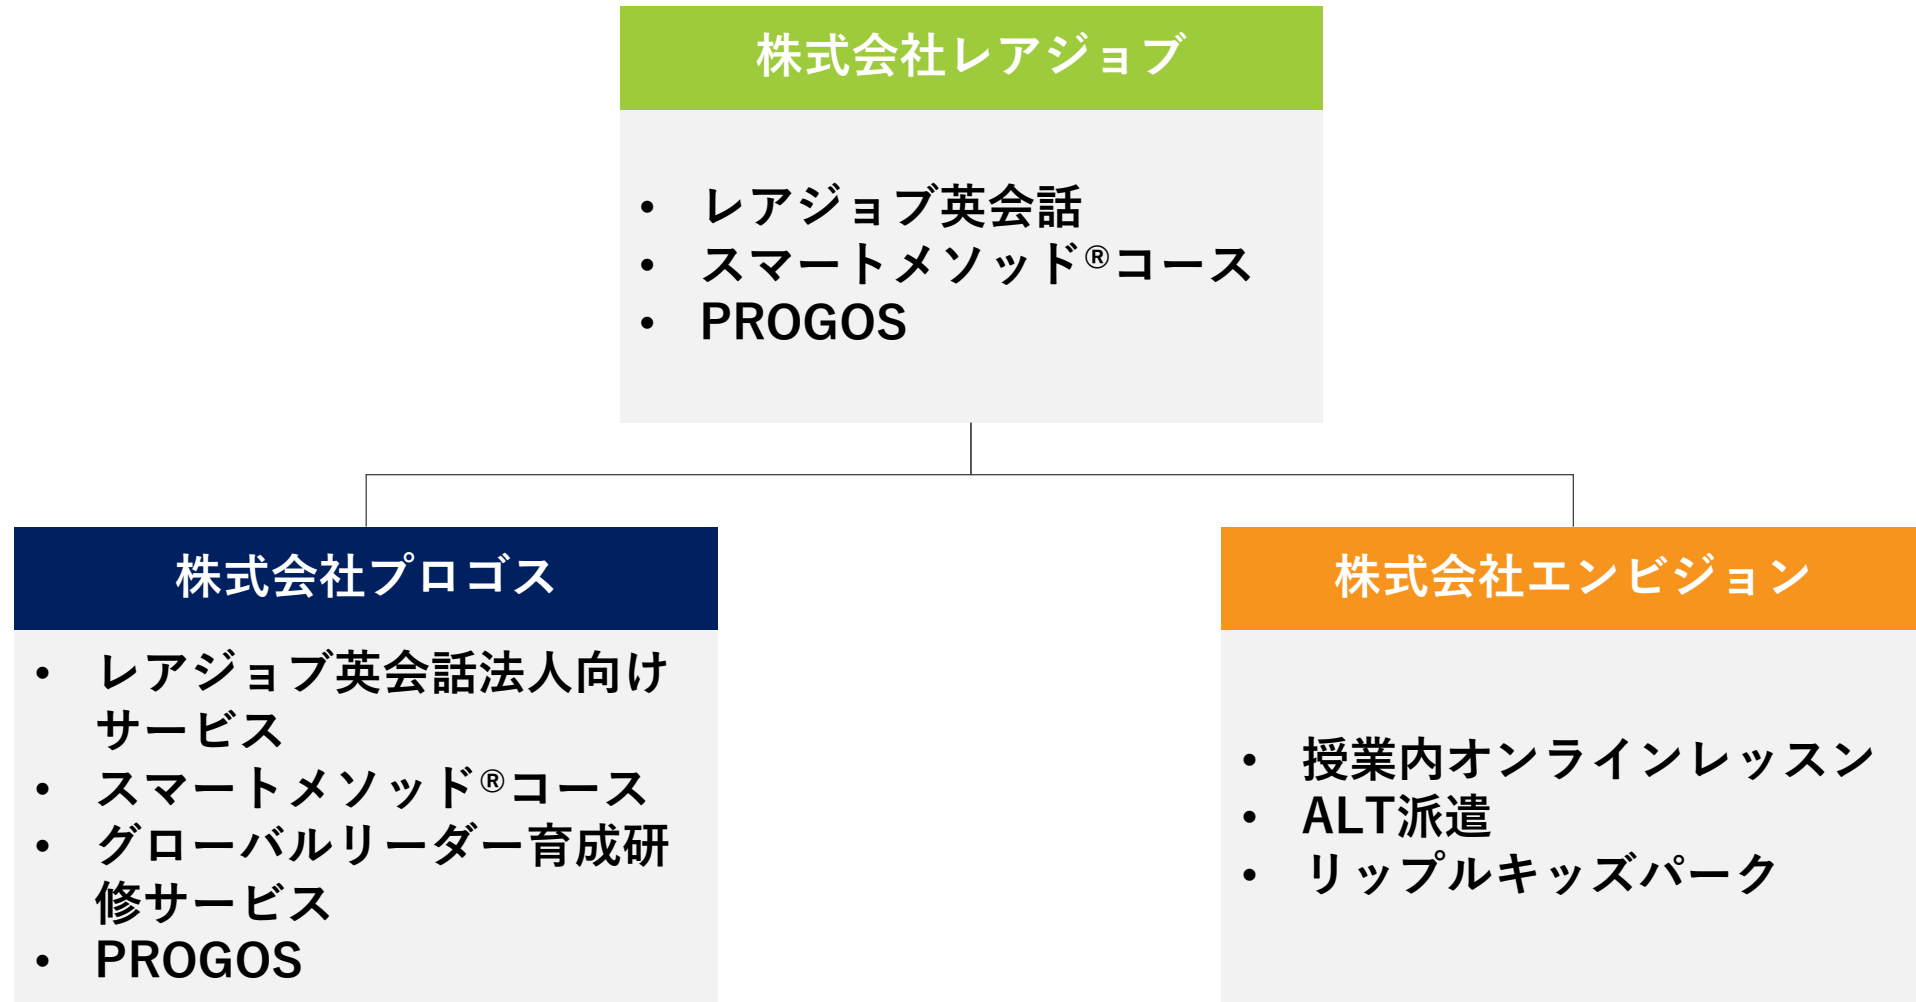 株式会社レアジョブ
• レアジョブ英会話
• スマートメソッド®コース
• PROGOS
株式会社プロゴス
• レアジョブ英会話法人向け
サービス
• スマートメソッド®コース
• グローバルリーダー育成研
修サービス
• PROGOS
株式会社エンビジョン
• 授業内オンラインレッスン
• ALT派遣
• リップルキッズパーク